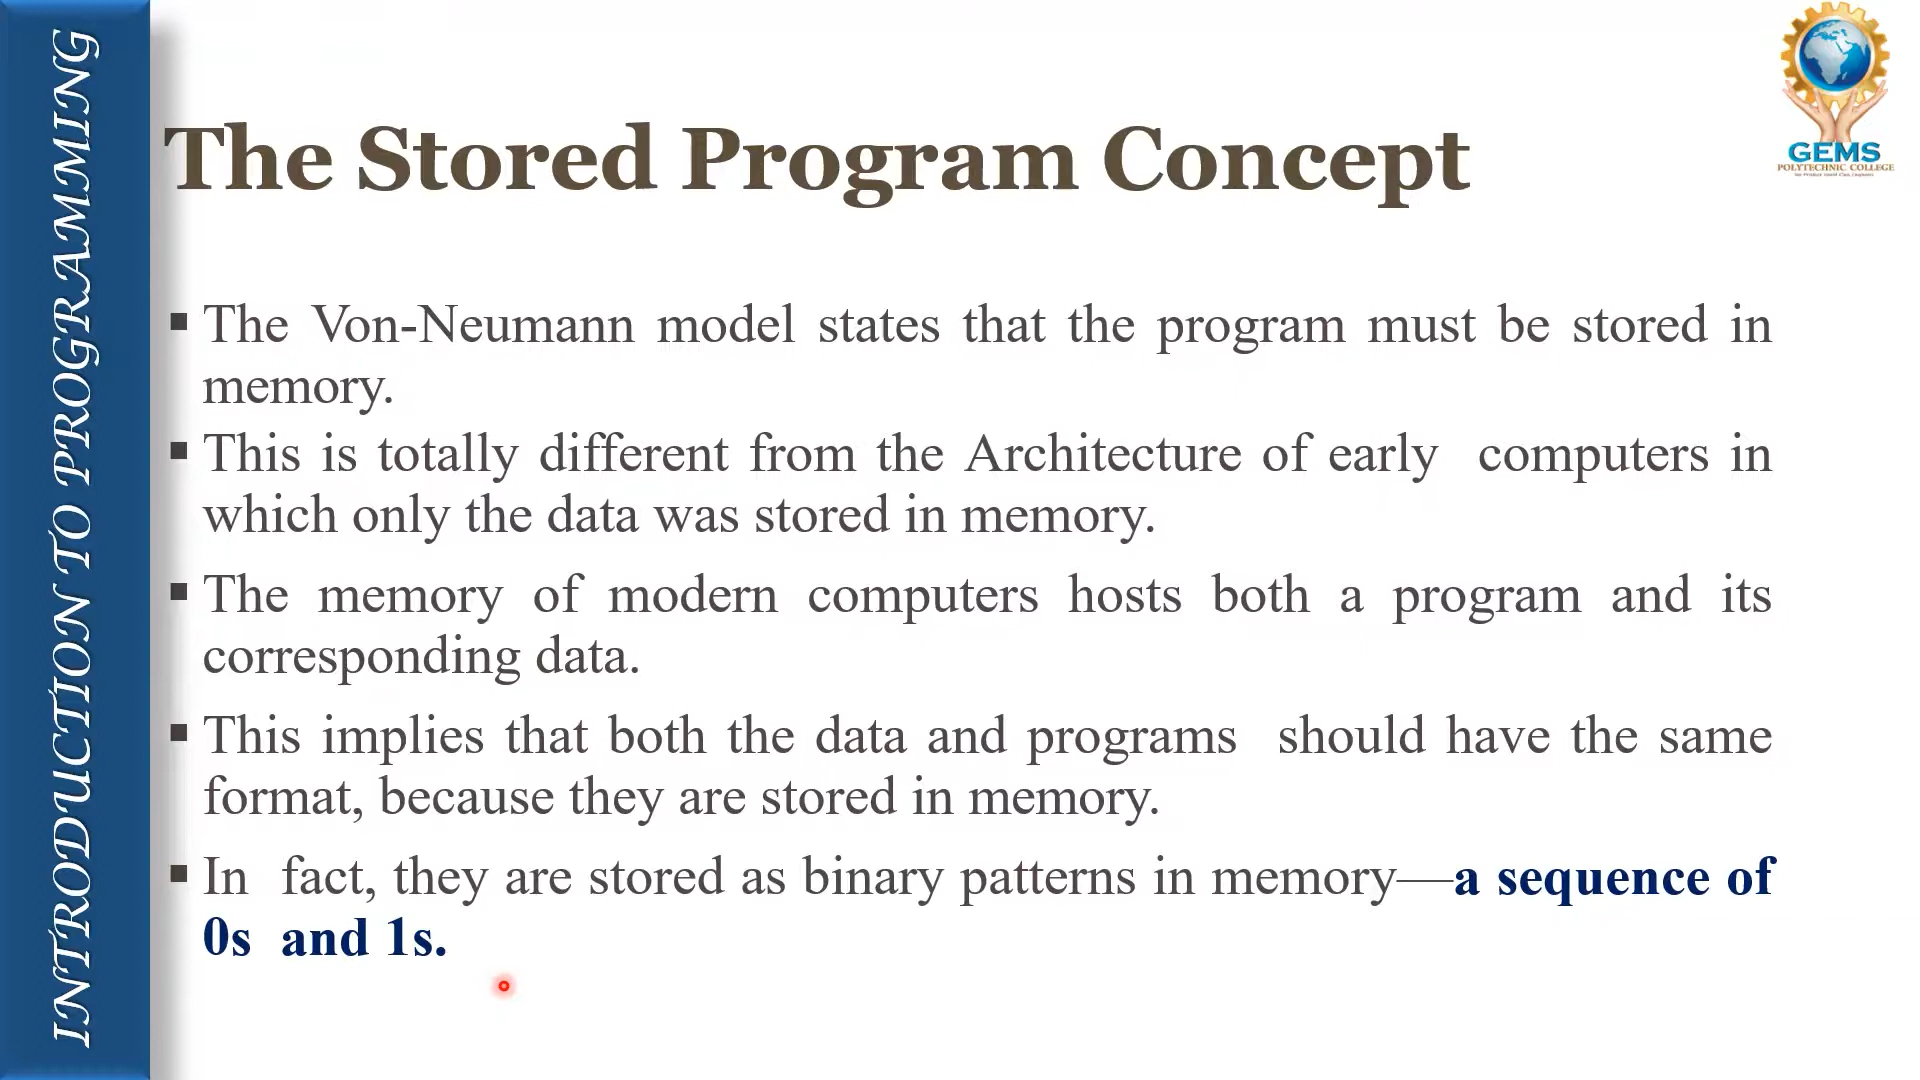 INTRODUCTION TO PROGRAMMING
GEMS
POLYTECHNIC COLLEGE
The Stored Program Concept
▪ The Von-Neumann model states that the program must be stored in
memory.
▪ This is totally different from the Architecture of early computers in
which only the data was stored in memory.
▪ The memory of modern computers hosts both a program and its
corresponding data.
▪ This implies that both the data and programs should have the same
format, because they are stored in memory.
▪ In fact, they are stored as binary patterns in memory—a sequence of
0s and 1s.